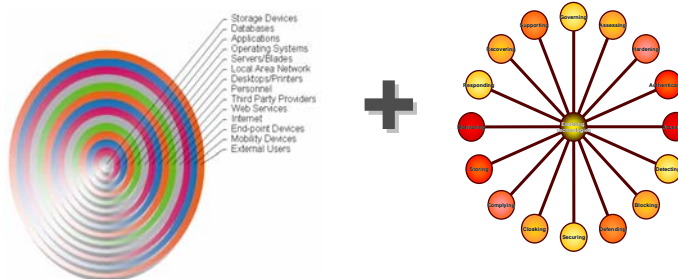 Storage Devices
Databases
Applications
Operating Systems
Servers/Blades
Local Area Network
Desktops/Printers
Personnel
Third Party Providers
Web Services
Internet
End-point Devices
Mobility Devices
External Users
Governing
Assessing
Hardening
Detecting
Blocking
Defending
Securing
Cloaking
Complying
Storing
Responding
Recovering
Supporting